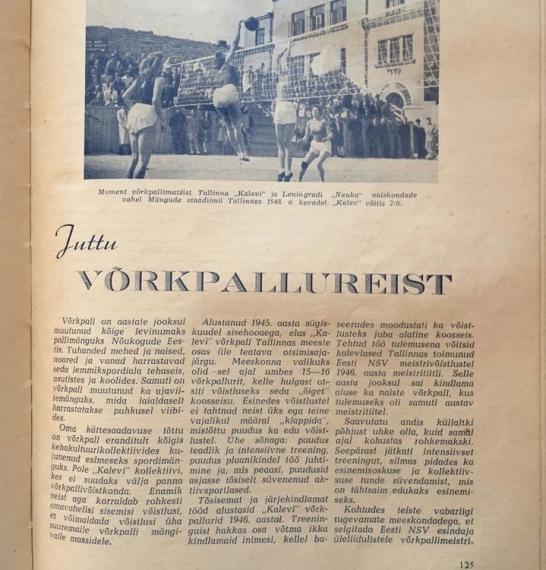 Moment võrkpallimatšist Tallinna „Kalevi" ja Leningradi „Nauka" naiskondade
vahel Mängude staadionil Tallinnas 1948. a. kevadel. „Kalev" võitis 2:0.
Juttu
VÕRKPALLUREIST
Võrkpall on aastate jooksul
muutunud kõige levinumaks
pallimänguks Nõukogude Ees-
tis. Tuhanded mehed ja naised,
noored ja vanad harrastavad
seda lemmikspordiala tehaseis,
asutistes ja koolides. Samuti on
võrkpall muutunud ka ajaviі-
temänguks, mida laialdaselt
harrastatakse puhkusel viibi-
des.
Oma kättesaadavuse tõttu
on võrkpall eranditult kõigis
kehakultuurikollektiivides ku-
junenud esimeseks spordimän-
guks. Pole „Kalevi" kollektiivi,
kes ei suudaks välja panna
võrkpallivõistkonda. Enamik
neist aga korraldab rohkesti
omavahelisi sisemisi võistlusi,
et võimaldada võistlusi üha
suuremaile võrkpalli mängi-
vaile massidele.
Alustanud 1945. aasta sügis-
kuudel sisehooaega, elas „Ka-
levi" võrkpall Tallinnas meeste
osas üle teatava otsimisaja-
järgu. Meeskonna valikuks
olid sel ajal umbes 15—16
võrkpallurit, kelle hulgast ot-
siti võistluseks seda „õiget"
koosseisu. Esinedes võistlustel
ei tahtnud neist üks ega teine
vajalikul määral „klappida",
mistõttu puudus ka edu võist-
lustel. Ühe sõnaga: puudus
teadlik ja intensiivne treening,
puudus plaanikindel töö juhti-
mine ja, mis peaasi, puudusid
asjasse tõsiselt süvenenud ak-
tiivsportlased.
Tõsisemat ja järjekindlamat
tööd alustasid „Kalevi" võrk-
pallurid 1946. aastal. Treenin-
guist hakkas osa võtma ikka
kindlamaid inimesi, kellel ba-
seerudes moodustati ka võist-
lusteks juba alatine koosseis.
Tehtud töö tulemusena võitsid
kalevlased Tallinnas toimunud
Eesti NSV meistrivõistlustel
1946. aasta meistritiitli. Selle
aasta jooksul sai kindlama
aluse ka naiste võrkpall, kus
tulemuseks oli samuti aastav
meistritiitel.
Saavutatu andis küllaltki
põhjust uhke olla, kuid samal
ajal kohustas rohkemakski.
Seepärast jätkati intensiivset
treeningut, silmas pidades ka
esinemisoskuse ja kollektiiv-
suse tunde süvendamist, mis
on tähtsaim edukaks esinemi-
seks.
Kohtudes teiste vabariigi
tugevamate meeskondadega, et
selgitada Eesti NSV esindaja
üleliidulistele võrkpallimeistri-
125